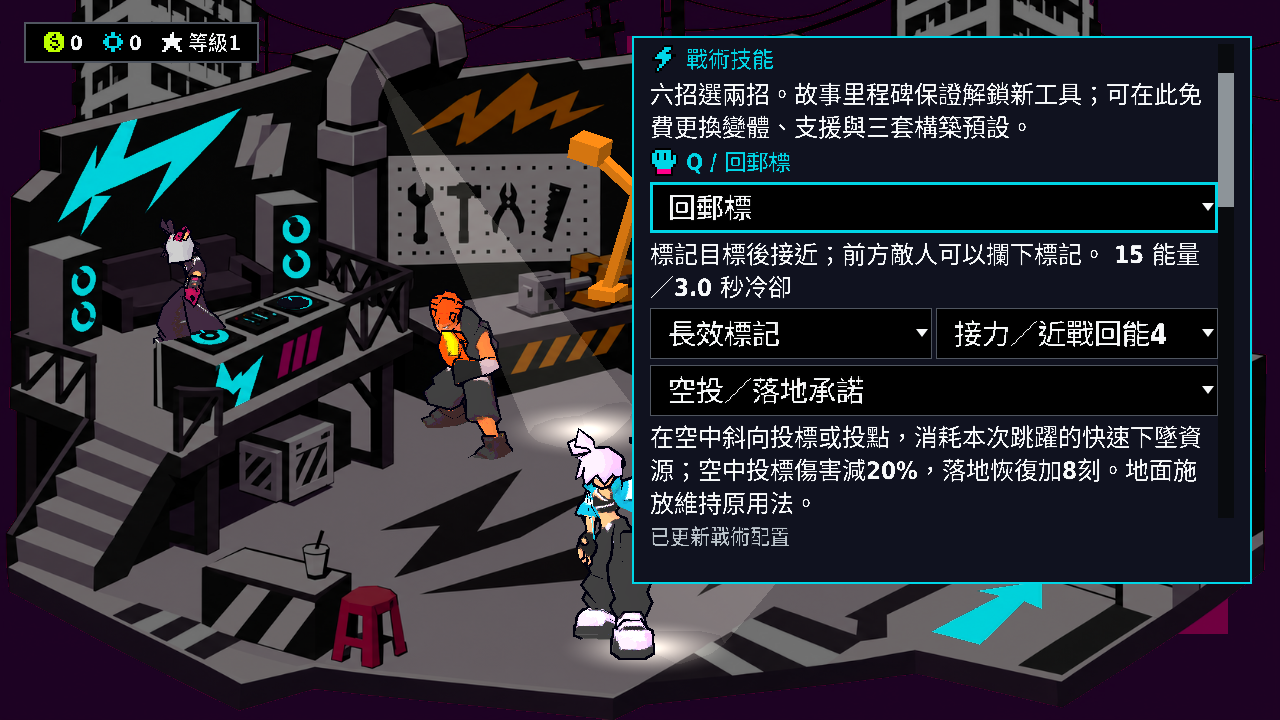 0 0 等級1
戰術技能
六招選兩招。故事里程碑保證解鎖新工具；可在此免
費更換變體、支援與三套構築預設。
Q / 回郵標
回郵標
標記目標後接近；前方敵人可以攔下標記。 15 能量
／3.0 秒冷卻
長效標記
接力／近戰回能4
空投／落地承諾
在空中斜向投標或投點，消耗本次跳躍的快速下墜資
源；空中投標傷害減20%，落地恢復加8刻。地面施
放維持原用法。
已更新戰術配置